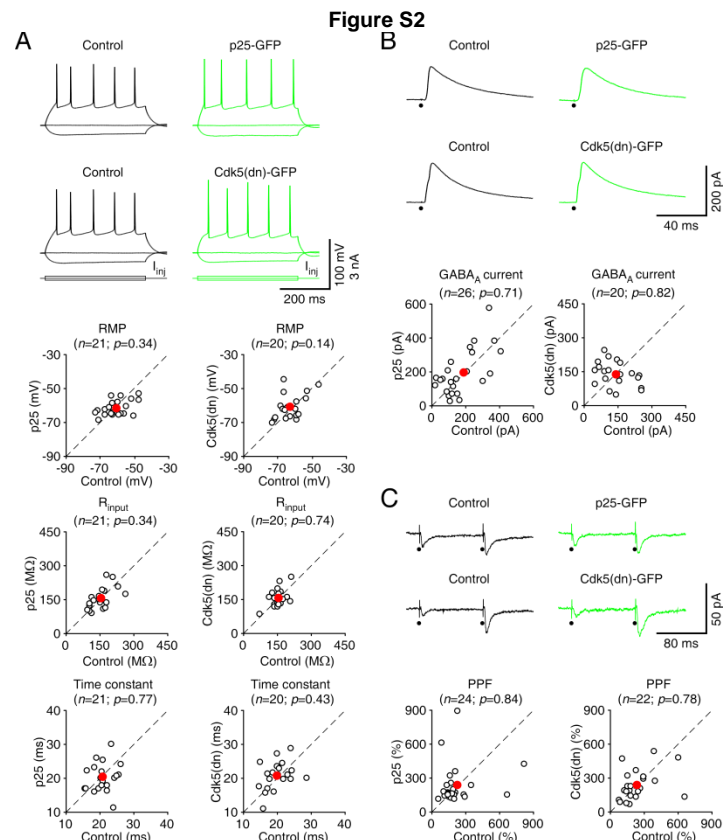 Figure S2
A
Control
p25-GFP
Control
Cdk5(dn)-GFP
I_inj
I_inj
100 mV
3 nA
200 ms
RMP
(n=21; p=0.34)
-30
-50
-70
-90
p25 (mV)
-90 -70 -50 -30
Control (mV)
RMP
(n=20; p=0.14)
-30
-50
-70
-90
Cdk5(dn) (mV)
-90 -70 -50 -30
Control (mV)
R_input
(n=21; p=0.34)
450
300
150
0
p25 (MΩ)
0 150 300 450
Control (MΩ)
R_input
(n=20; p=0.74)
450
300
150
0
Cdk5(dn) (MΩ)
0 150 300 450
Control (MΩ)
Time constant
(n=21; p=0.77)
40
30
20
10
p25 (ms)
10 20 30 40
Control (ms)
Time constant
(n=20; p=0.43)
40
30
20
10
Cdk5(dn) (ms)
10 20 30 40
Control (ms)
B
Control
p25-GFP
Control
Cdk5(dn)-GFP
200 pA
40 ms
GABA_A current
(n=26; p=0.71)
600
400
200
0
p25 (pA)
0 200 400 600
Control (pA)
GABA_A current
(n=20; p=0.82)
450
300
150
0
Cdk5(dn) (pA)
0 150 300 450
Control (pA)
C
Control
p25-GFP
Control
Cdk5(dn)-GFP
50 pA
80 ms
PPF
(n=24; p=0.84)
900
600
300
0
p25 (%)
0 300 600 900
Control (%)
PPF
(n=22; p=0.78)
900
600
300
0
Cdk5(dn) (%)
0 300 600 900
Control (%)